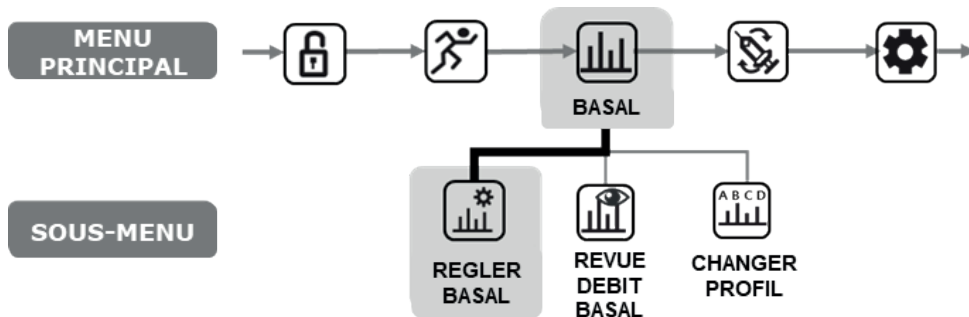 MENU
PRINCIPAL
BASAL
SOUS-MENU
A B C D
REGLER
BASAL
REVUE
DEBIT
BASAL
CHANGER
PROFIL